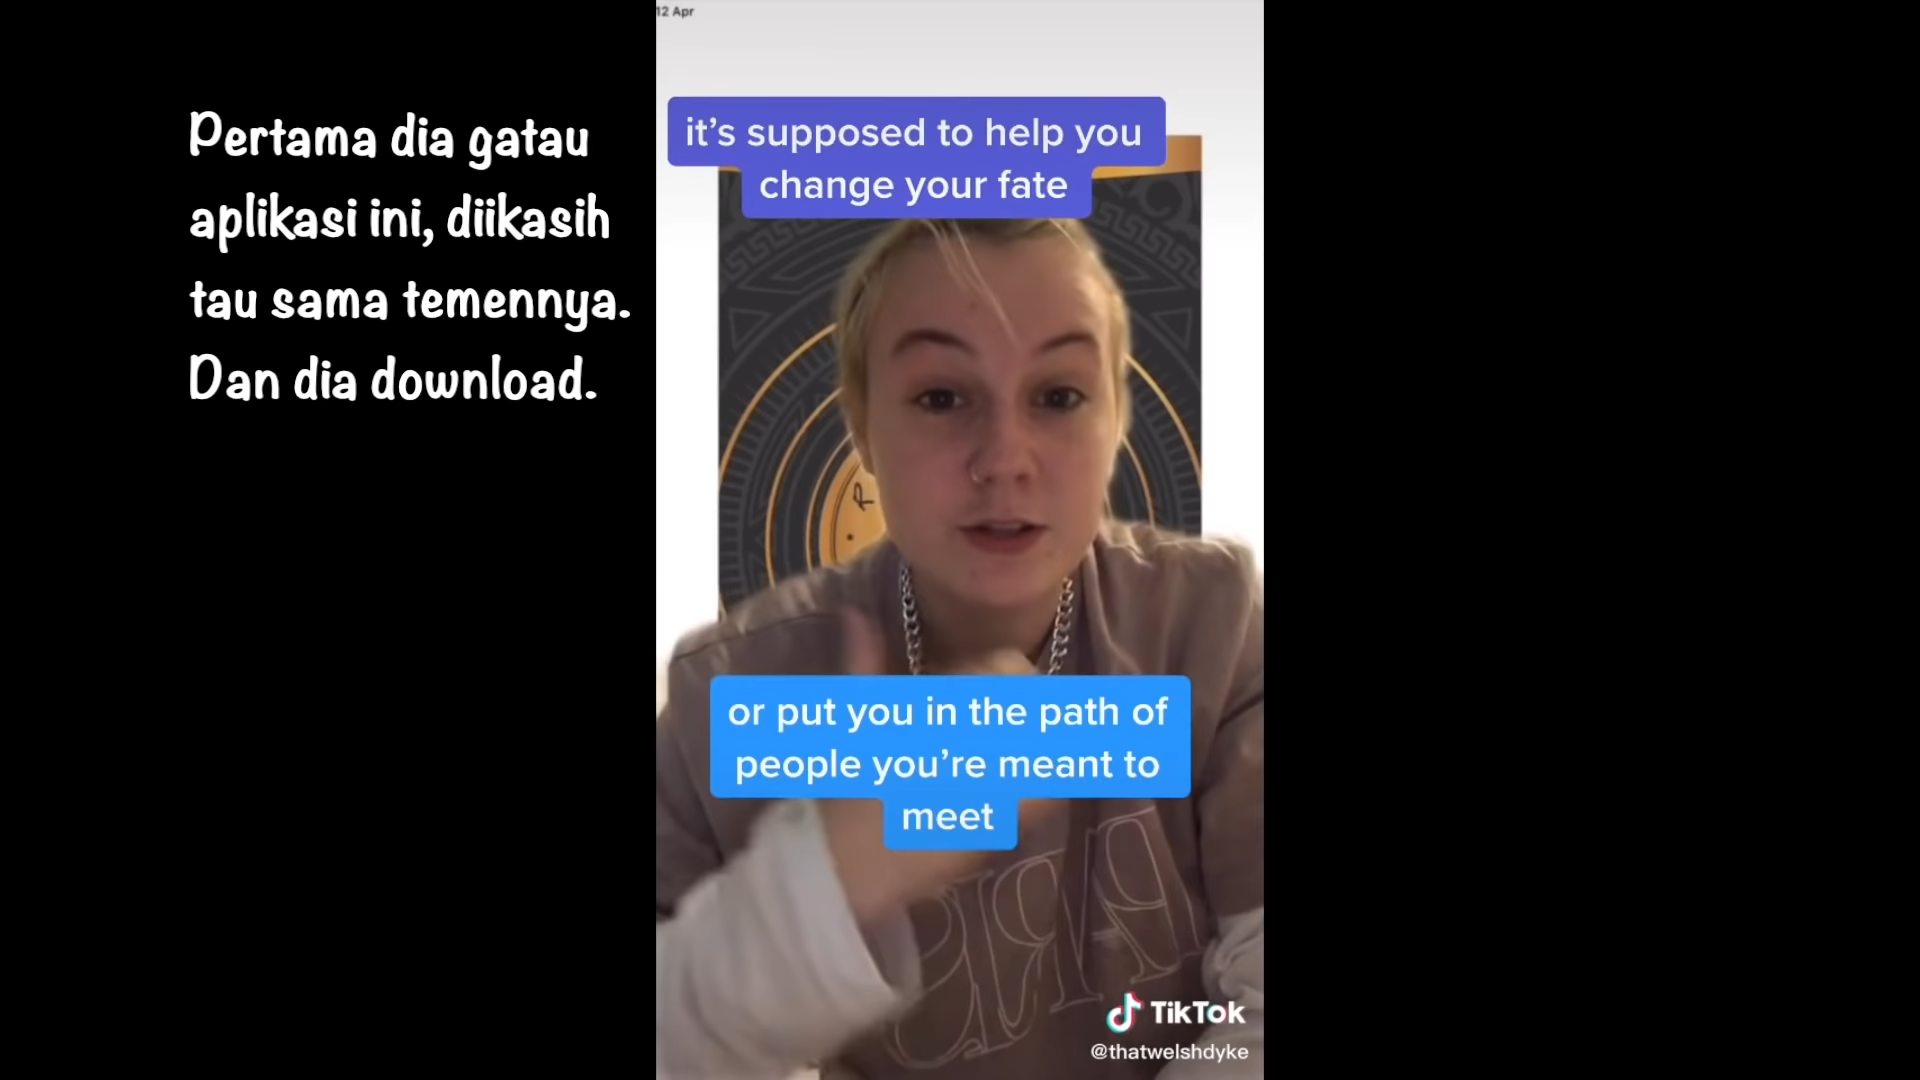 12 Apr
Pertama dia gatau
aplikasi ini, diikasih
tau sama temennya.
Dan dia download.
it's supposed to help you
change your fate
R
or put you in the path of
people you're meant to
meet
PARIS
TikTok
@thatwelshdyke